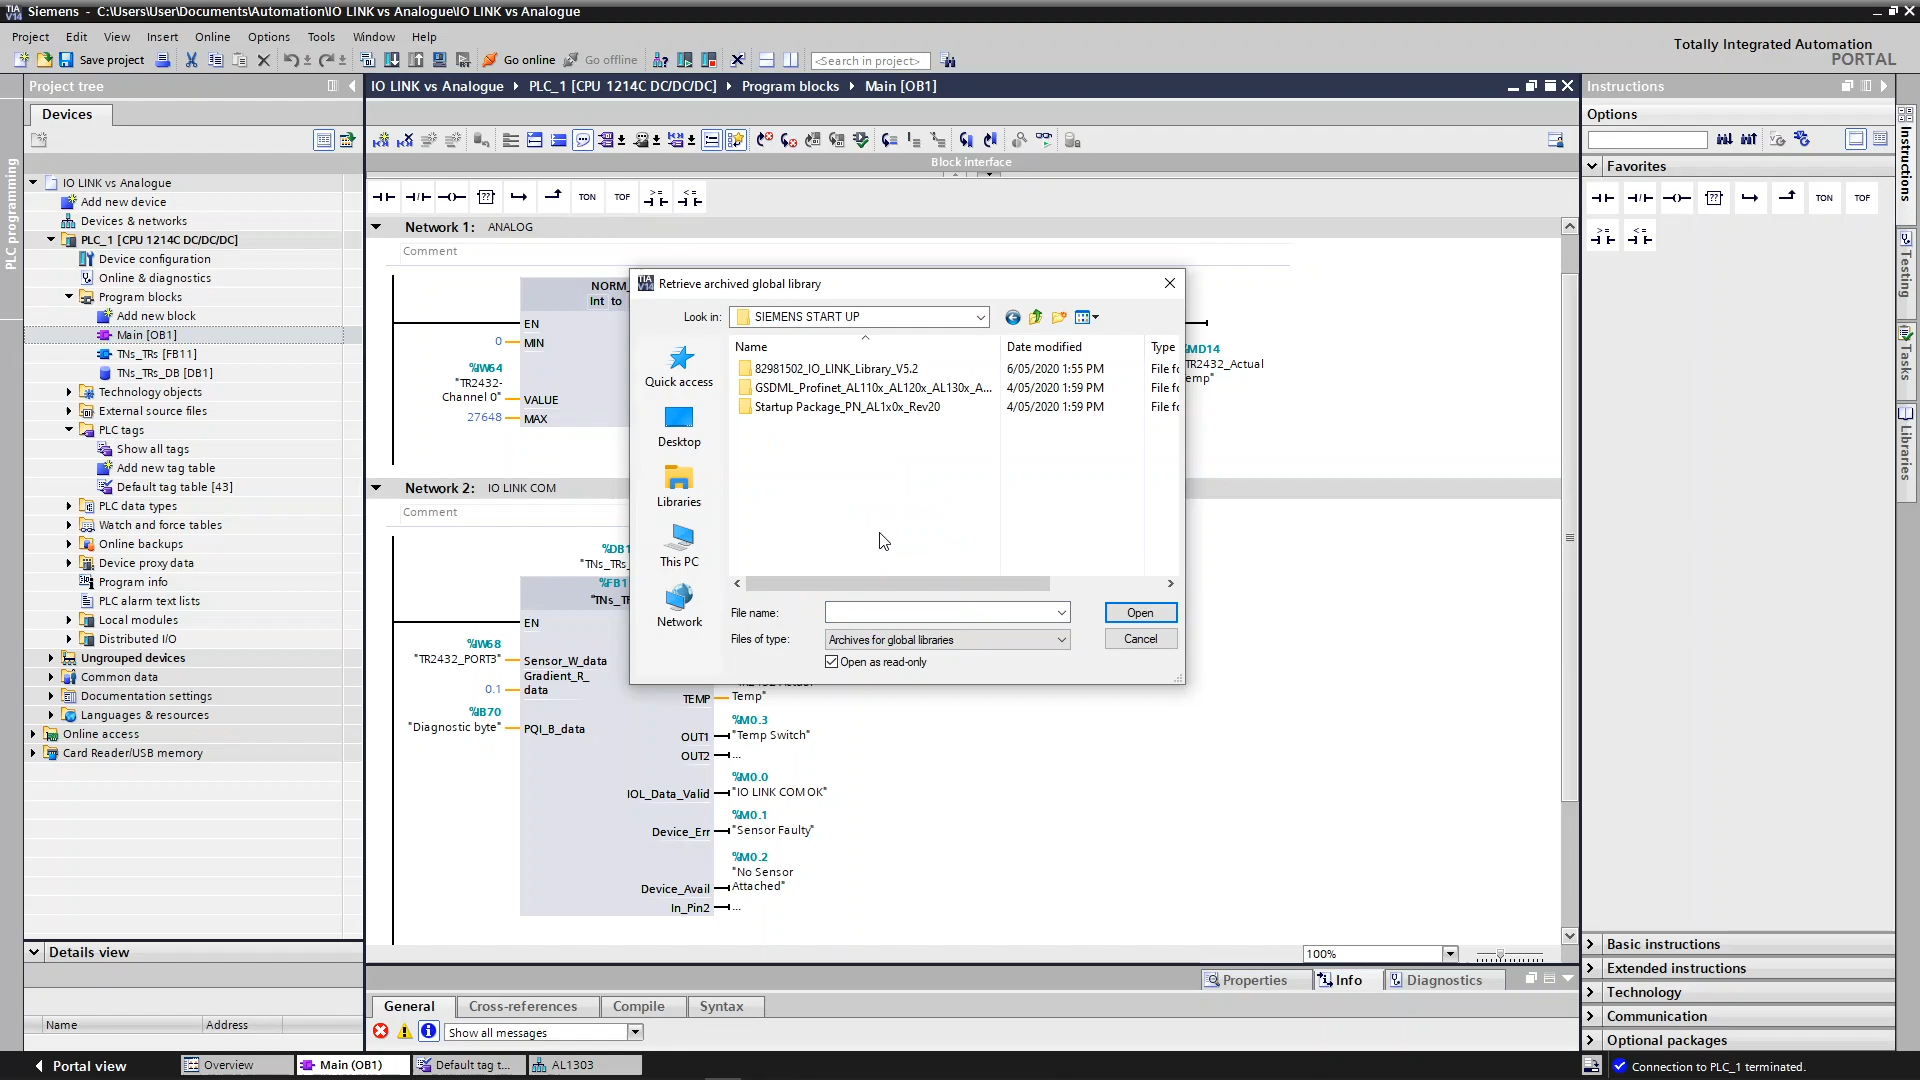 Siemens - C:\Users\User\Documents\Automation\IO LINK vs Analogue\IO LINK vs Analogue
Project Edit View Insert Online Options Tools Window Help
Totally Integrated Automation
PORTAL
Save project
Go online
Go offline
<Search in project>
Project tree
IO LINK vs Analogue
PLC_1 [CPU 1214C DC/DC/DC]
Program blocks
Main [OB1]
Instructions
Devices
PLC programming
IO LINK vs Analogue
Add new device
Devices & networks
PLC_1 [CPU 1214C DC/DC/DC]
Device configuration
Online & diagnostics
Program blocks
Add new block
Main [OB1]
TNs_TRs [FB11]
TNs_TRs_DB [DB1]
Technology objects
External source files
PLC tags
Show all tags
Add new tag table
Default tag table [43]
PLC data types
Watch and force tables
Online backups
Device proxy data
Program info
PLC alarm text lists
Local modules
Distributed I/O
Ungrouped devices
Common data
Documentation settings
Languages & resources
Online access
Card Reader/USB memory
Details view
Name
Address
Block interface
TON
TOF
>=
<=
Network 1: ANALOG
Comment
NORM_
Int to
EN
0
MIN
%IW64
"TR2432-
Channel 0"
VALUE
27648
MAX
%MD14
TR2432_Actual
emp"
Network 2: IO LINK COM
Comment
%DB1
"TNs_TRs_
%FB1
"TNs_TR
EN
%IW68
"TR2432_PORT3"
Sensor_W_data
Gradient_R_
0.1
data
%IB70
"Diagnostic byte"
PQI_B_data
TEMP
Temp"
%M0.3
OUT1
"Temp Switch"
OUT2
...
%M0.0
IOL_Data_Valid
"IO LINK COM OK"
%M0.1
Device_Err
"Sensor Faulty"
%M0.2
"No Sensor
Device_Avail
Attached"
In_Pin2
...
100%
Retrieve archived global library
Look in:
SIEMENS START UP
Name
Date modified
Type
82981502_IO_LINK_Library_V5.2
6/05/2020 1:55 PM
File fo
GSDML_Profinet_AL110x_AL120x_AL130x_A...
4/05/2020 1:59 PM
File fo
Startup Package_PN_AL1x0x_Rev20
4/05/2020 1:59 PM
File fo
Quick access
Desktop
Libraries
This PC
Network
File name:
Open
Files of type:
Archives for global libraries
Cancel
Open as read-only
Properties
Info
Diagnostics
General
Cross-references
Compile
Syntax
Show all messages
Options
Favorites
TON
TOF
>=
<=
Basic instructions
Extended instructions
Technology
Communication
Optional packages
Instructions
Testing
Tasks
Libraries
Portal view
Overview
Main (OB1)
Default tag t...
AL1303
Connection to PLC_1 terminated.